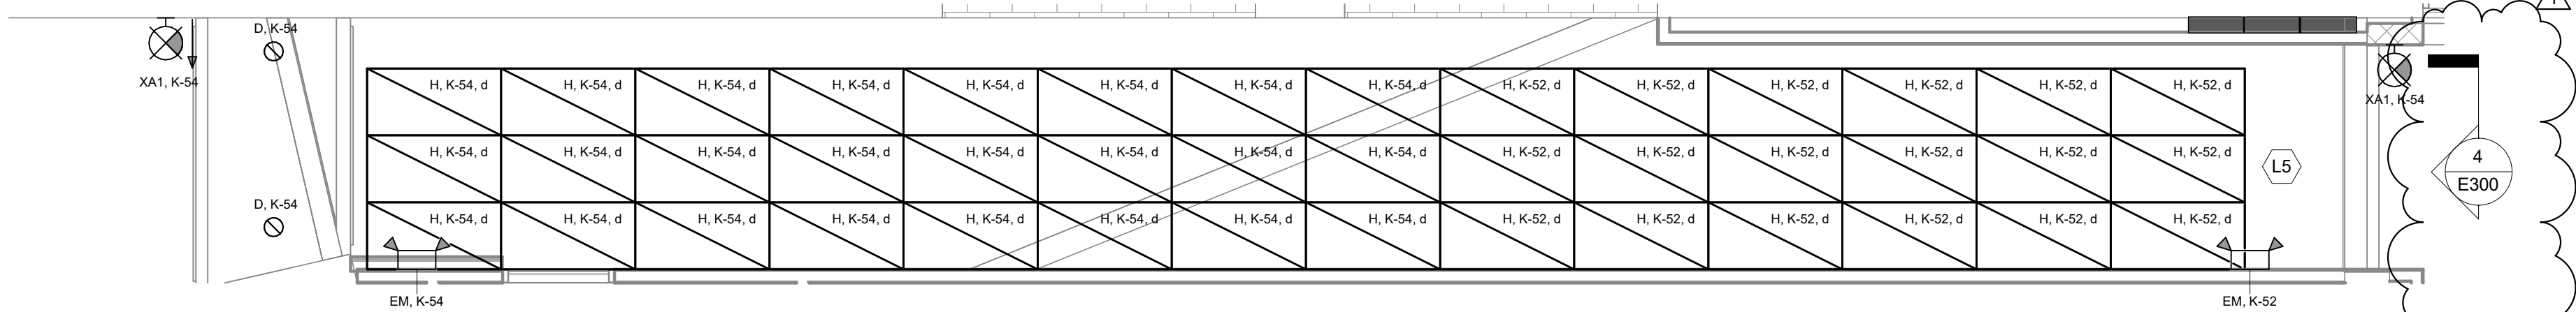 D, K-54
XA1, K-54
H, K-54, d
H, K-54, d
H, K-54, d
H, K-54, d
H, K-54, d
H, K-54, d
H, K-54, d
H, K-54, d
H, K-52, d
H, K-52, d
H, K-52, d
H, K-52, d
H, K-52, d
H, K-52, d
XA1, K-54
H, K-54, d
H, K-54, d
H, K-54, d
H, K-54, d
H, K-54, d
H, K-54, d
H, K-54, d
H, K-54, d
H, K-52, d
H, K-52, d
H, K-52, d
H, K-52, d
H, K-52, d
H, K-52, d
L5
4
E300
D, K-54
H, K-54, d
H, K-54, d
H, K-54, d
H, K-54, d
H, K-54, d
H, K-54, d
H, K-54, d
H, K-54, d
H, K-52, d
H, K-52, d
H, K-52, d
H, K-52, d
H, K-52, d
H, K-52, d
EM, K-54
EM, K-52